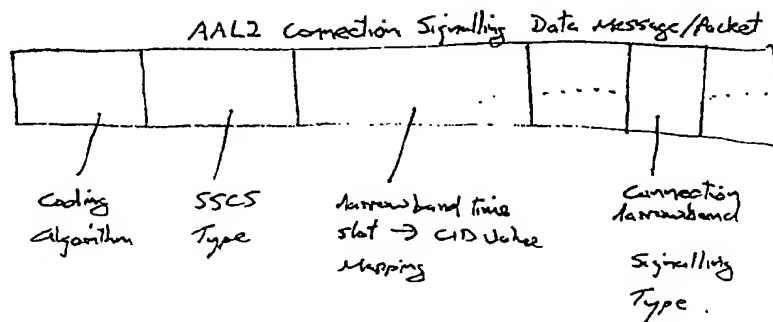 AAL2 Connection Signalling Data Message/Packet
Coding
Algorithm
SSCS
Type
Narrowband time
slot → CID Value
Mapping
Connection
Narrowband
Signalling
Type.